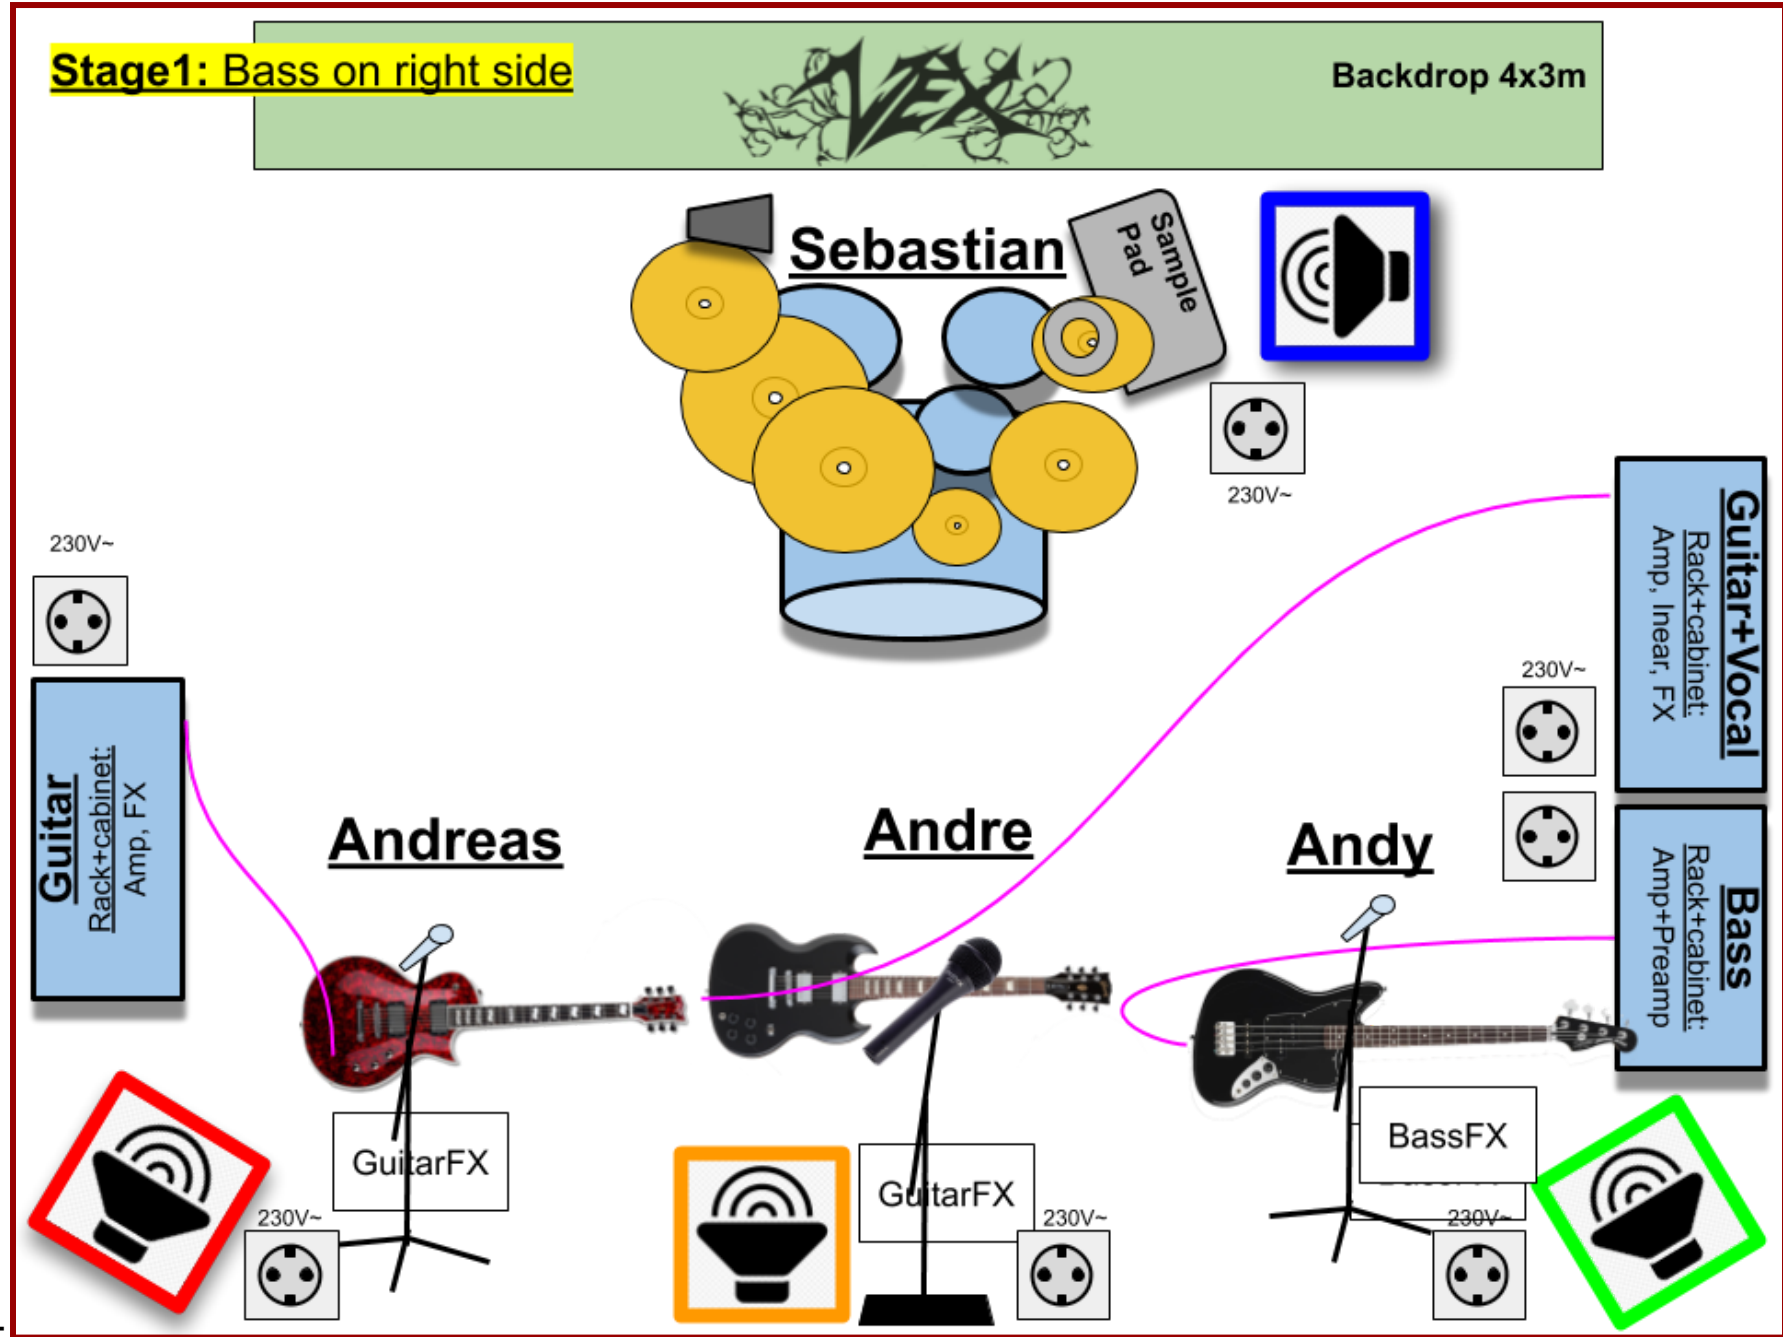 Stage1: Bass on right side
VEX
Backdrop 4x3m
Sebastian
Sample
Pad
230V~
230V~
Guitar+Vocal
Rack+cabinet:
Amp, Inear, FX
230V~
Guitar
Rack+cabinet:
Amp, FX
Andreas
Andre
Andy
Bass
Rack+cabinet:
Amp+Preamp
GuitarFX
GuitarFX
BassFX
230V~
230V~
230V~